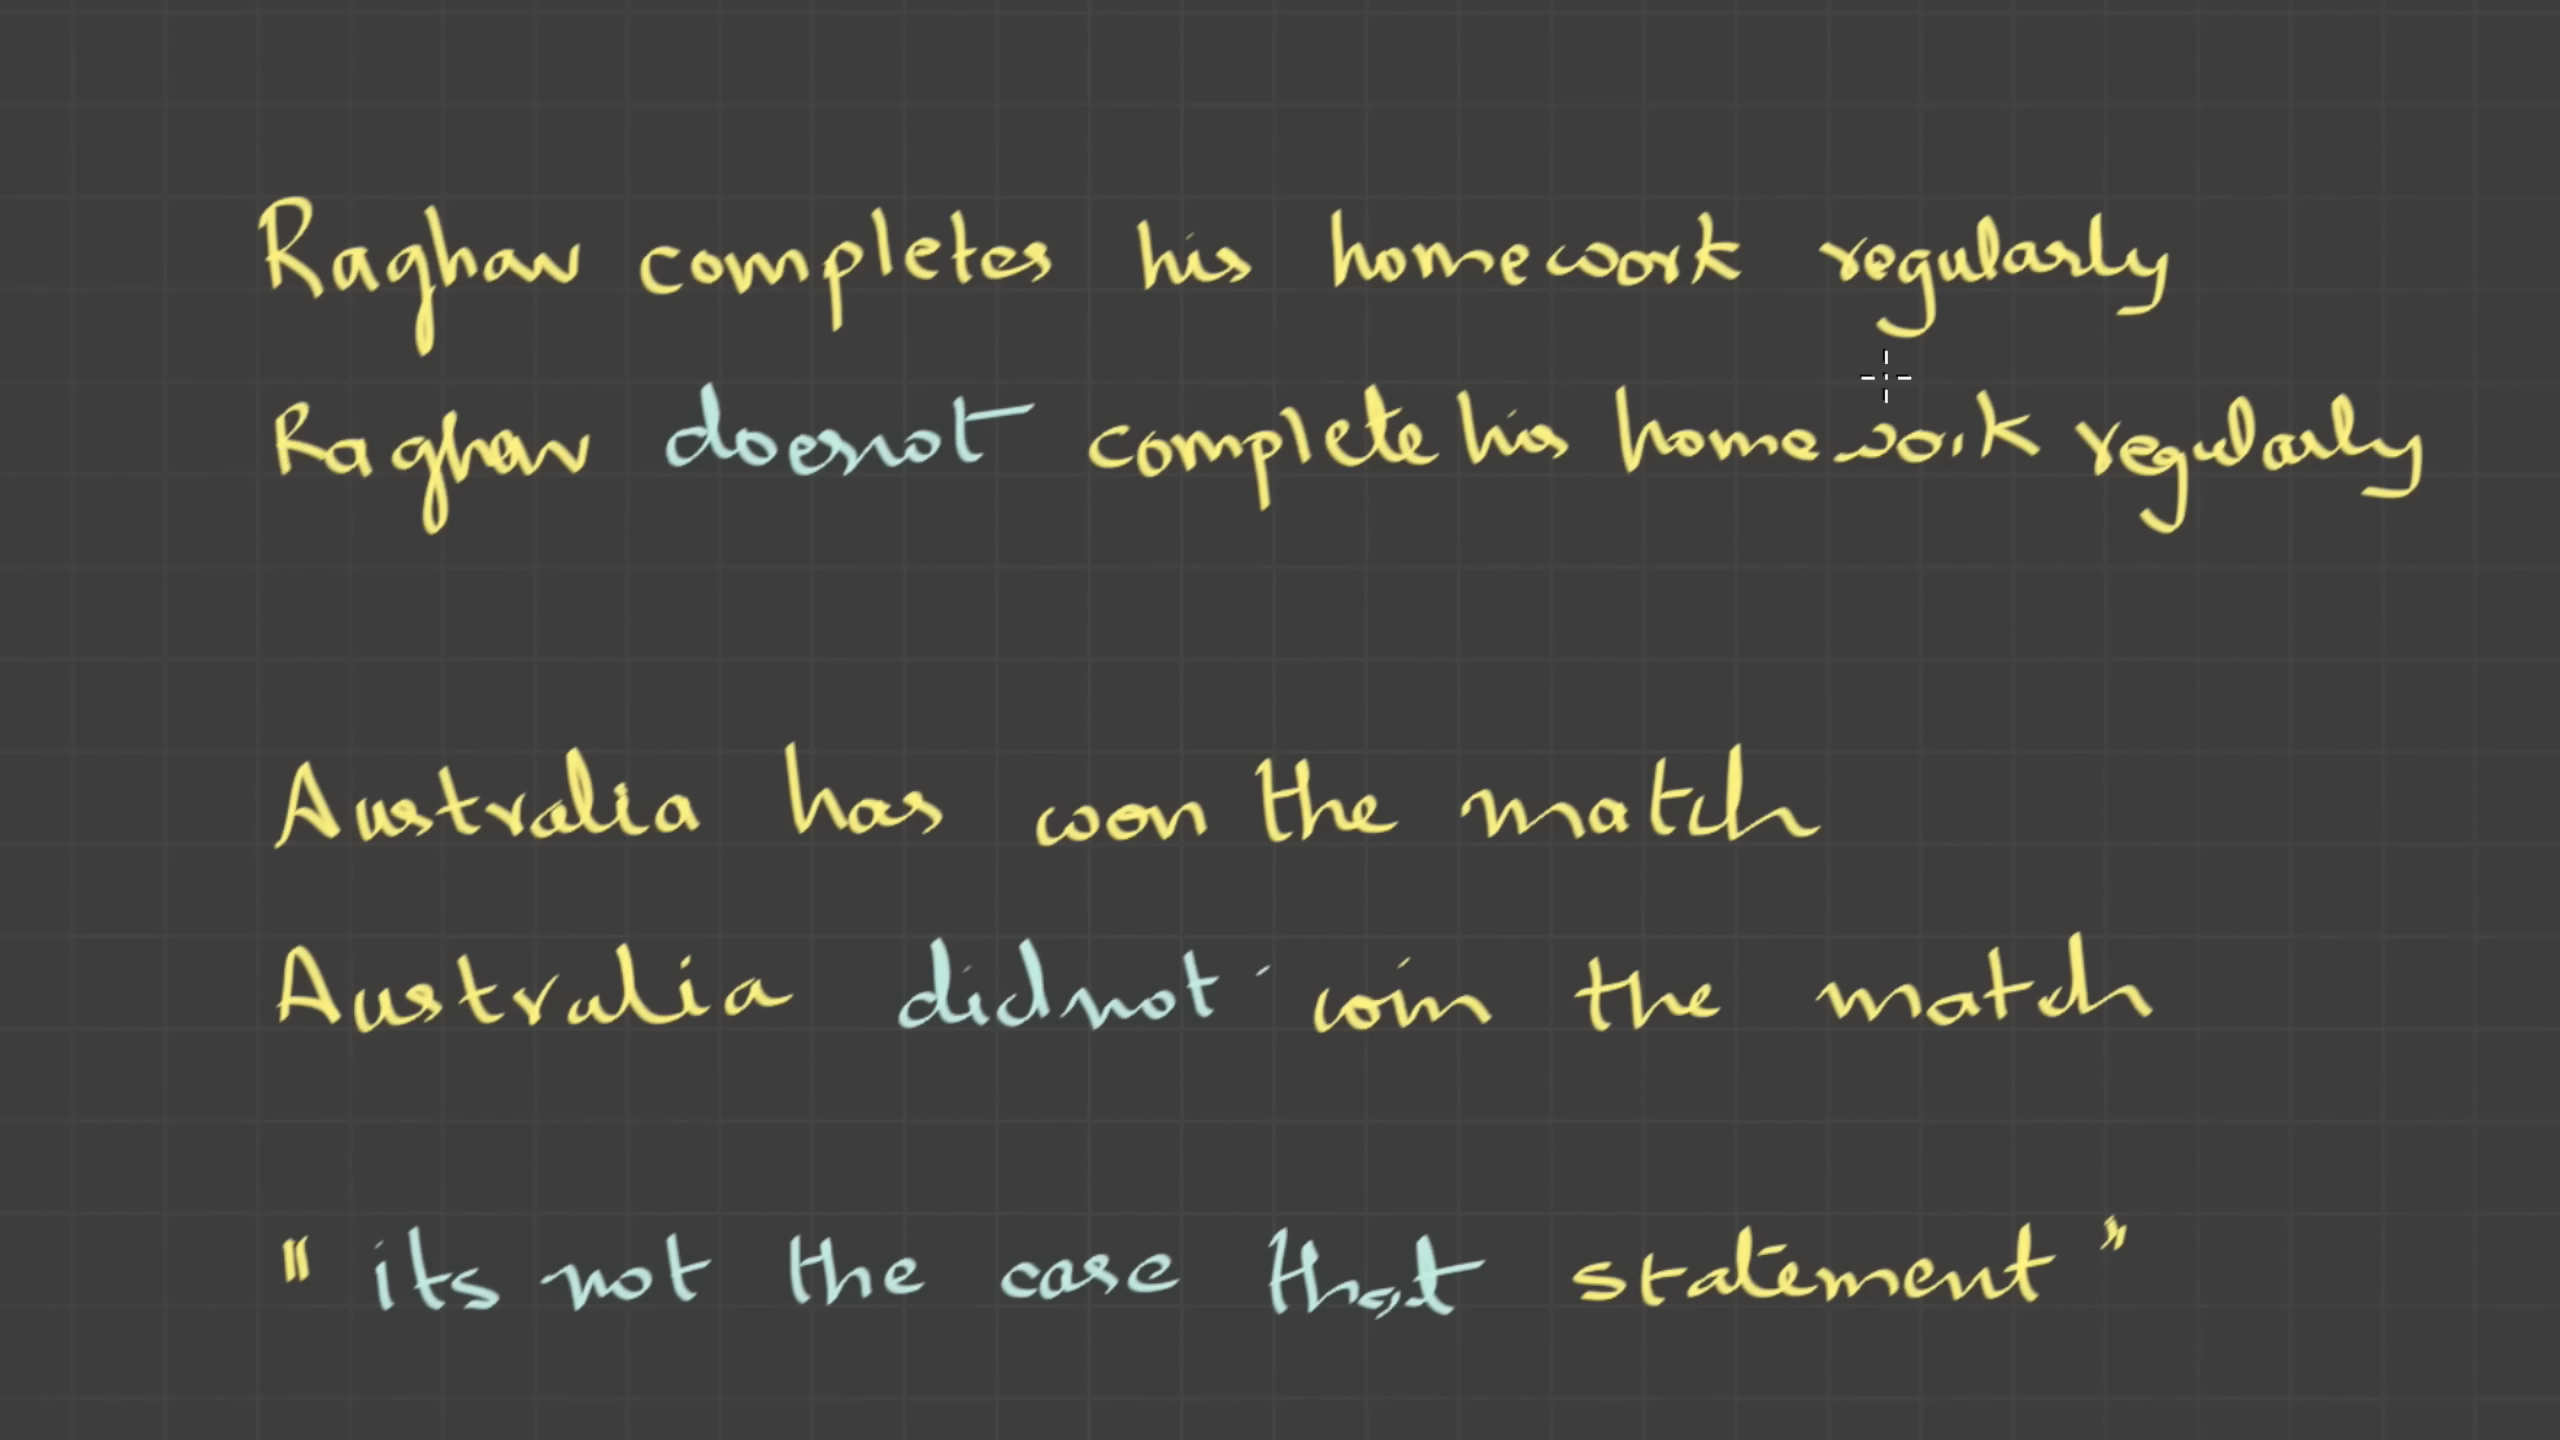 Raghav completes his homework regularly
Raghav doesnot complete his homework regularly
Australia has won the match
Australia didnot win the match
" its not the case that statement "